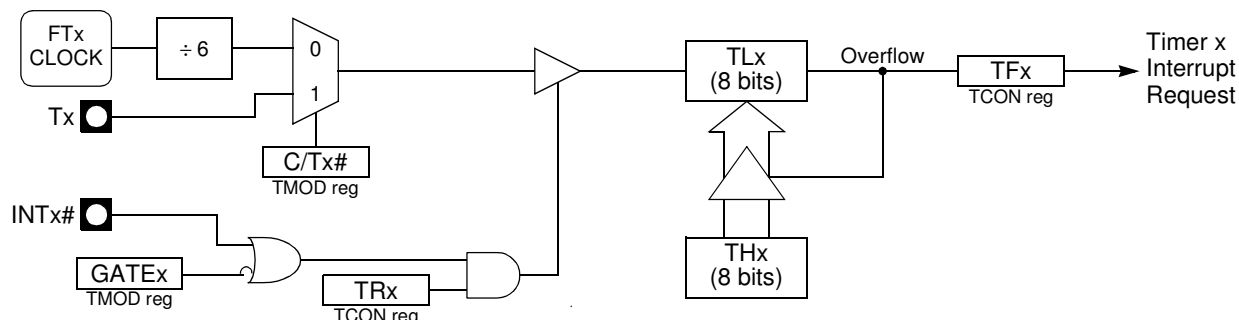 FTx
CLOCK
÷ 6
0
1
Tx
C/Tx#
TMOD reg
TLx
(8 bits)
Overflow
TFx
TCON reg
Timer x
Interrupt
Request
INTx#
GATEx
TMOD reg
TRx
TCON reg
THx
(8 bits)